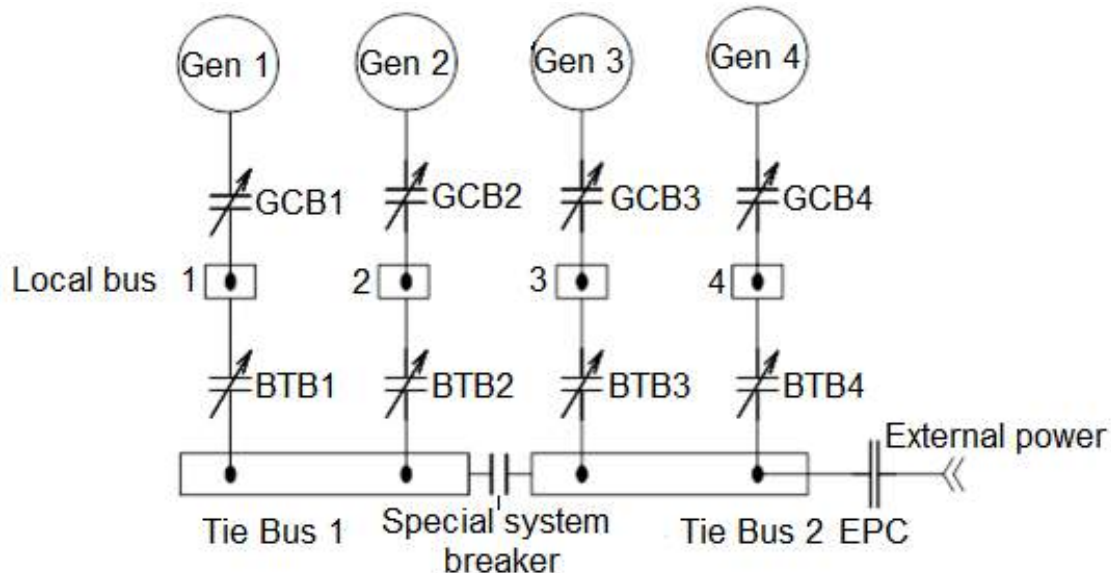 Gen 1 Gen 2 Gen 3 Gen 4
GCB1 GCB2 GCB3 GCB4
Local bus 1 2 3 4
BTB1 BTB2 BTB3 BTB4
External power
Tie Bus 1 Special system breaker Tie Bus 2 EPC